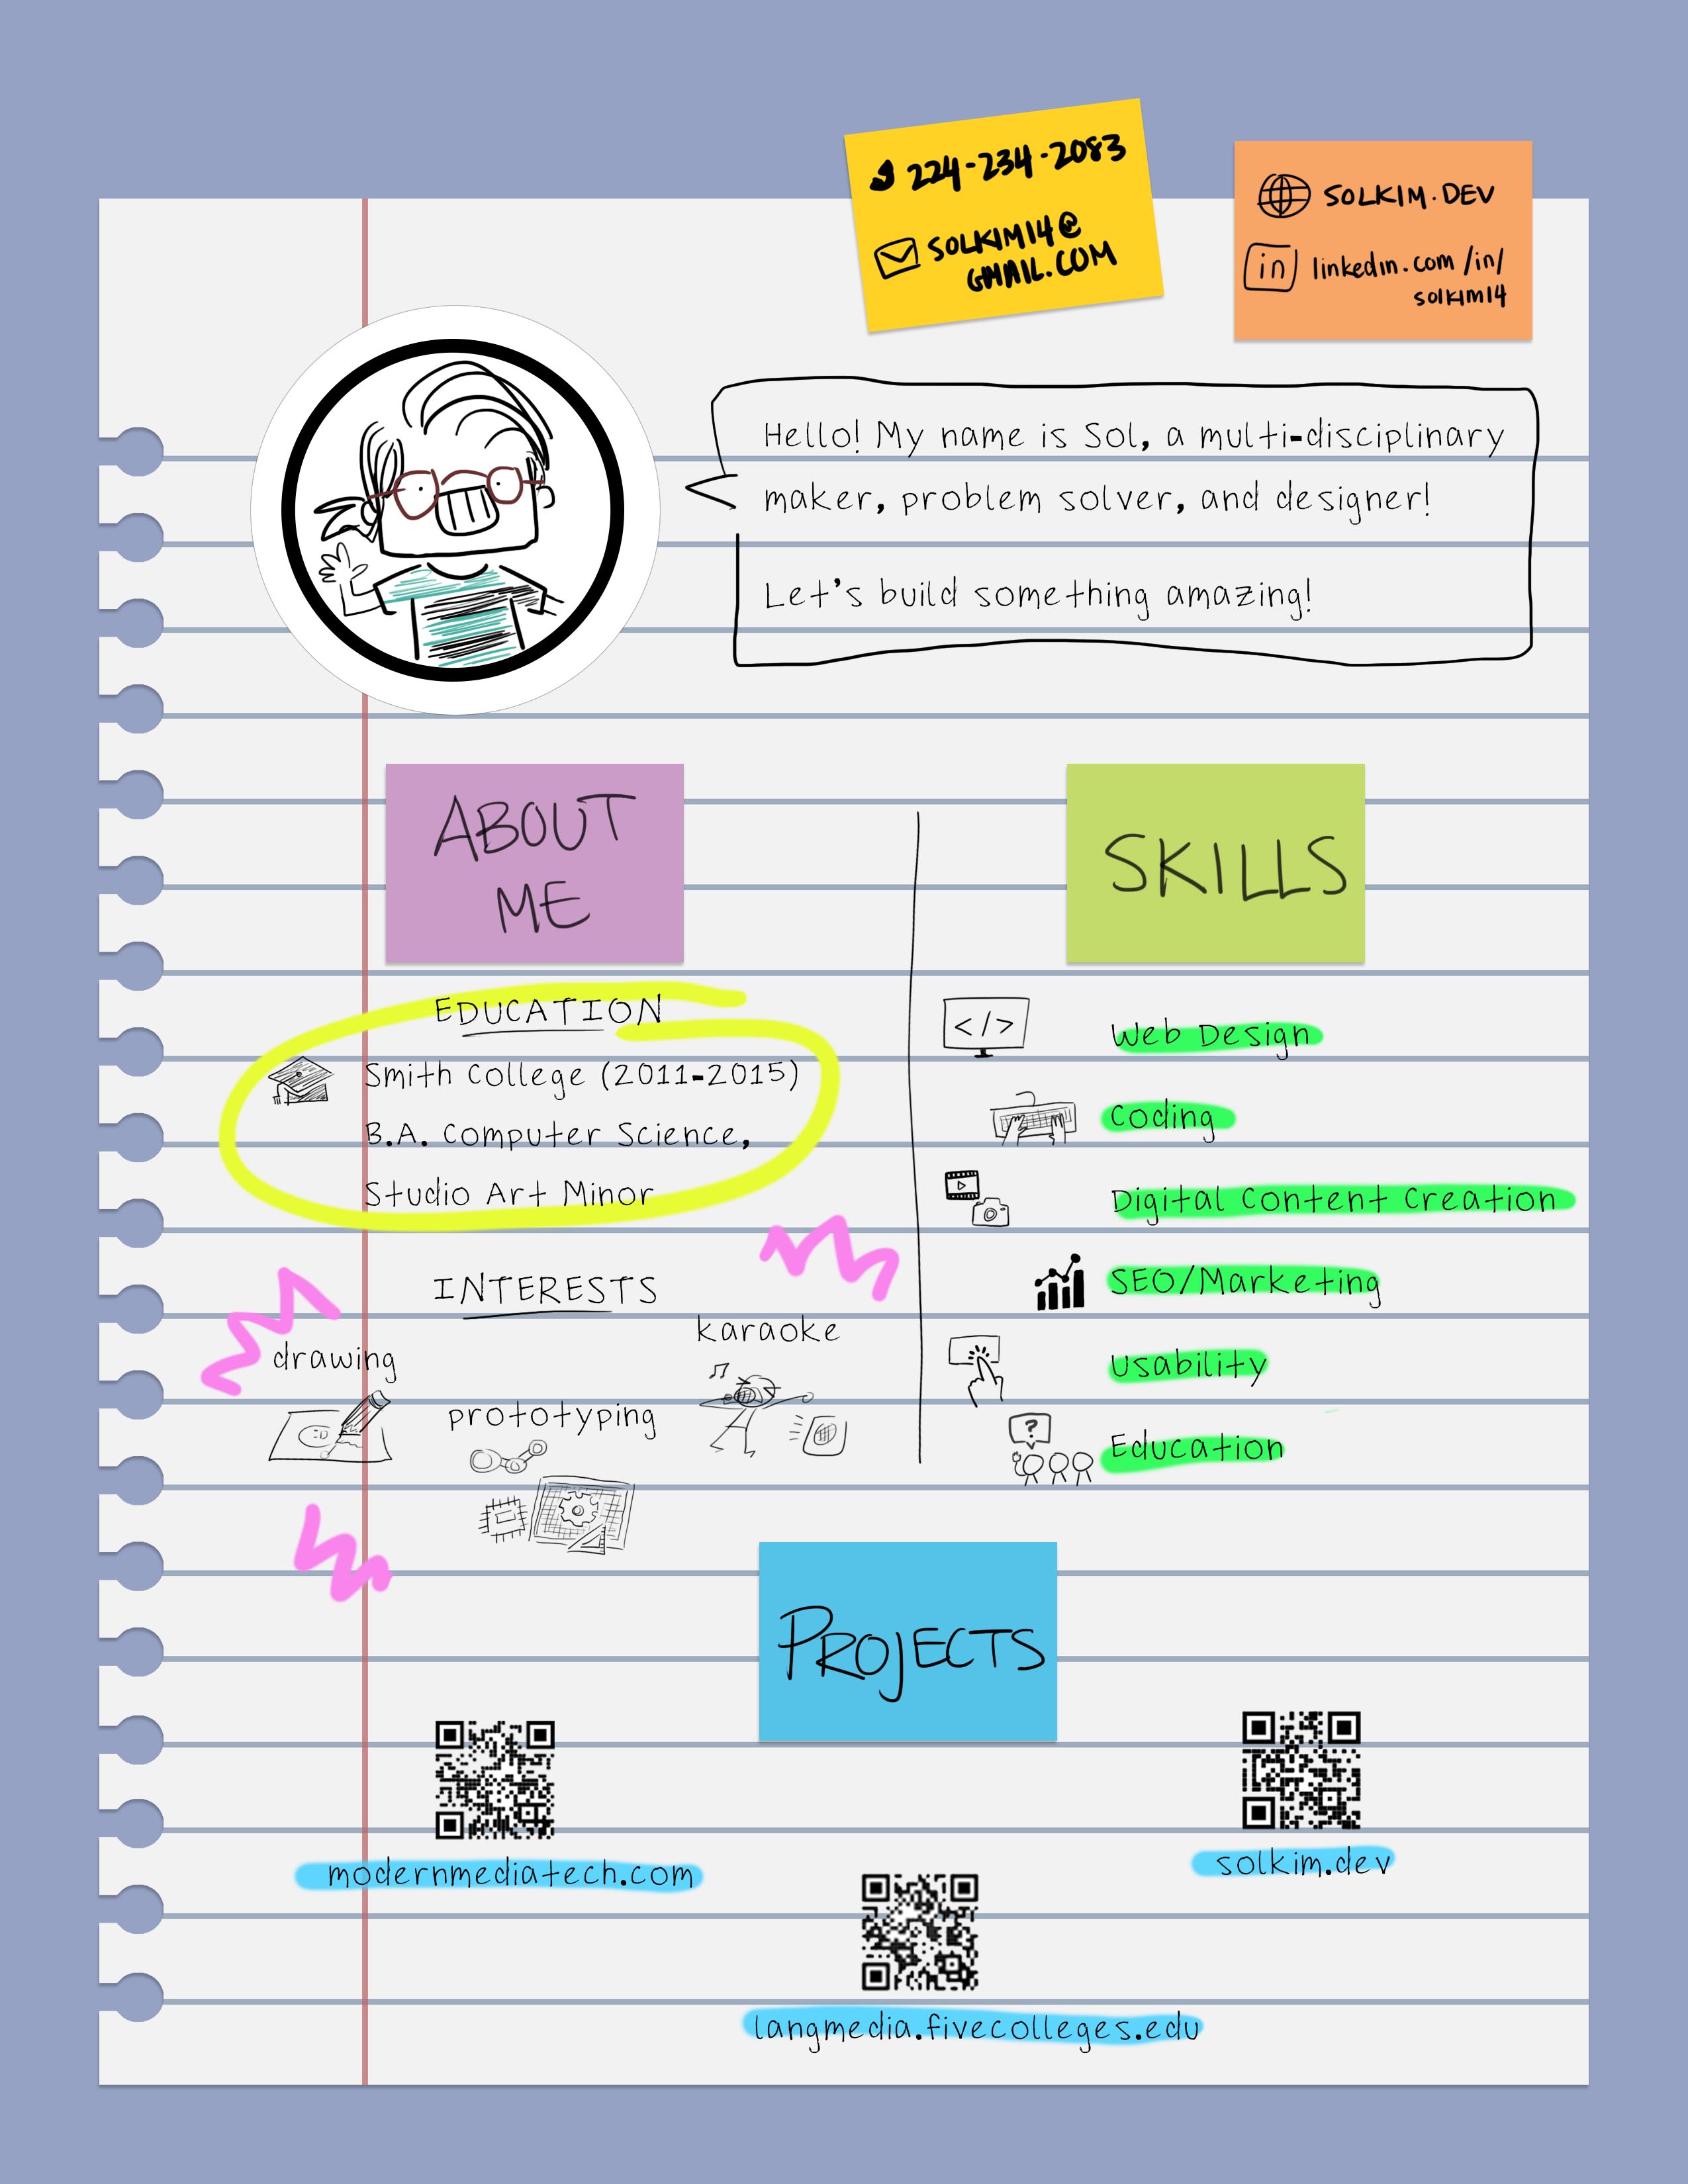 224-234-2083
SOLKIM14@
GMAIL.COM
SOLKIM.DEV
in linkedin.com/in/
solkim14
Hello! My name is Sol, a multi-disciplinary
maker, problem solver, and designer!
Let's build something amazing!
ABOUT
ME
EDUCATION
Smith College (2011-2015)
B.A. Computer Science,
Studio Art Minor
INTERESTS
drawing
prototyping
karaoke
SKILLS
</>
Web Design
Coding
Digital Content Creation
SEO/Marketing
Usability
?
Education
PROJECTS
modernmediatech.com
solkim.dev
langmedia.fivecolleges.edu